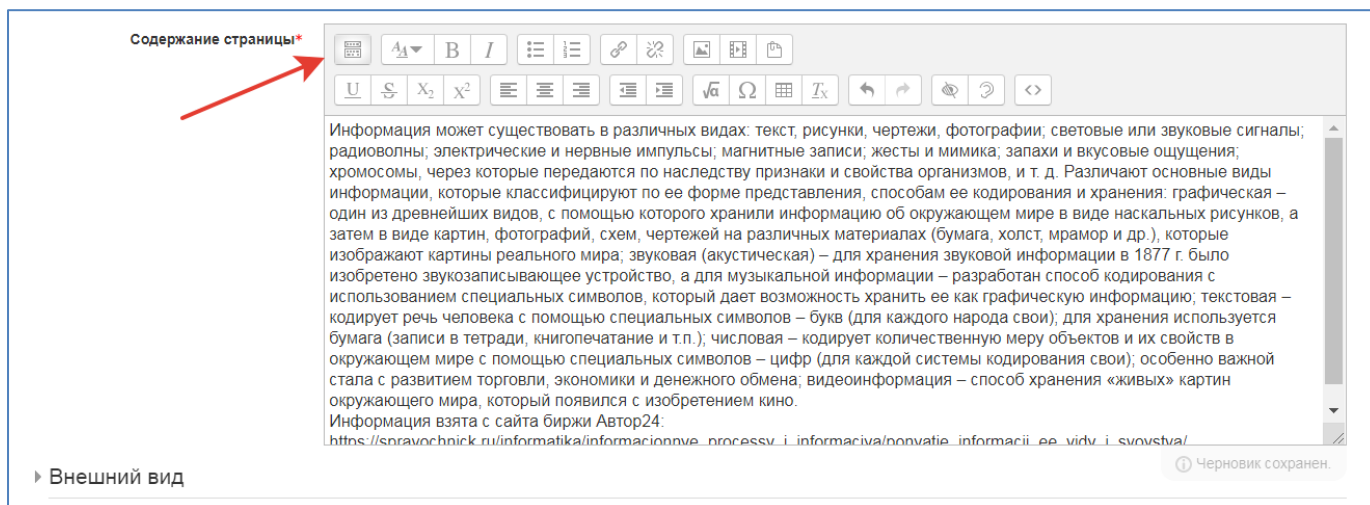 Содержание страницы*
Информация может существовать в различных видах: текст, рисунки, чертежи, фотографии; световые или звуковые сигналы;
радиоволны; электрические и нервные импульсы; магнитные записи; жесты и мимика; запахи и вкусовые ощущения;
хромосомы, через которые передаются по наследству признаки и свойства организмов, и т. д. Различают основные виды
информации, которые классифицируют по ее форме представления, способам ее кодирования и хранения: графическая –
один из древнейших видов, с помощью которого хранили информацию об окружающем мире в виде наскальных рисунков, а
затем в виде картин, фотографий, схем, чертежей на различных материалах (бумага, холст, мрамор и др.), которые
изображают картины реального мира; звуковая (акустическая) – для хранения звуковой информации в 1877 г. было
изобретено звукозаписывающее устройство, а для музыкальной информации – разработан способ кодирования с
использованием специальных символов, который дает возможность хранить ее как графическую информацию; текстовая –
кодирует речь человека с помощью специальных символов – букв (для каждого народа свои); для хранения используется
бумага (записи в тетради, книгопечатание и т.п.); числовая – кодирует количественную меру объектов и их свойств в
окружающем мире с помощью специальных символов – цифр (для каждой системы кодирования свои); особенно важной
стала с развитием торговли, экономики и денежного обмена; видеоинформация – способ хранения «живых» картин
окружающего мира, который появился с изобретением кино.
Информация взята с сайта биржи Автор24:
https://spravochnick.ru/informatika/informacionnye_processy_i_informaciya/ponyatie_informacii_ee_vidy_i_svoystva/
Черновик сохранен.
Внешний вид